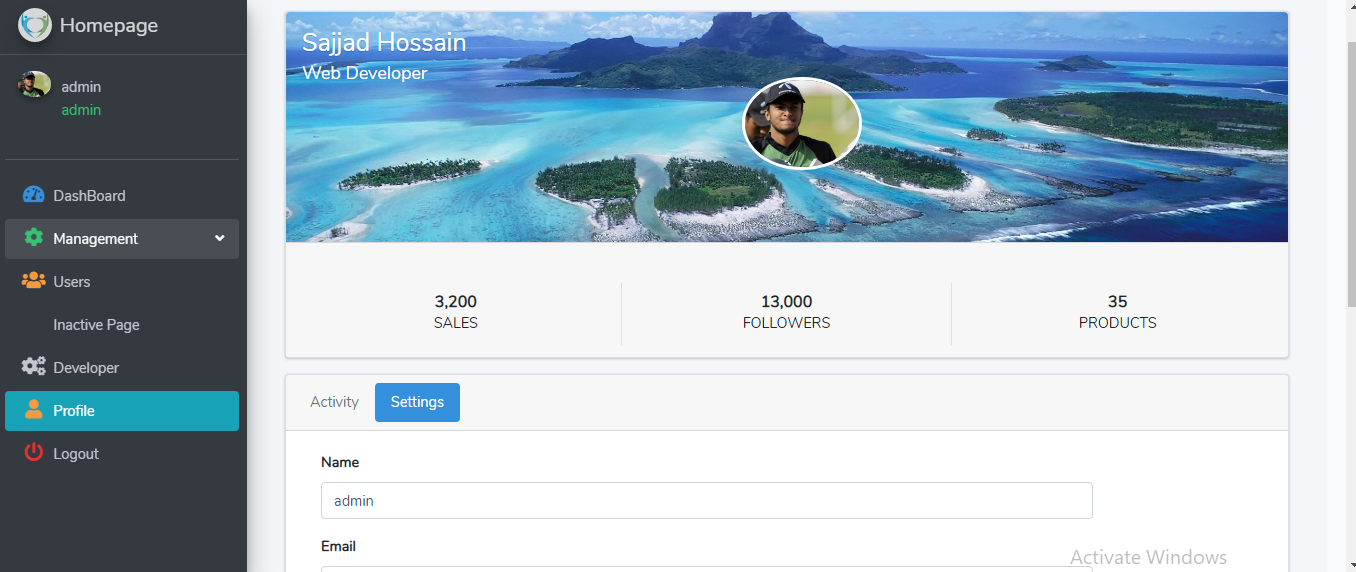 Homepage
admin
admin
DashBoard
Management
Users
Inactive Page
Developer
Profile
Logout
Sajjad Hossain
Web Developer
3,200
SALES
13,000
FOLLOWERS
35
PRODUCTS
Activity
Settings
Name
admin
Email
Activate Windows